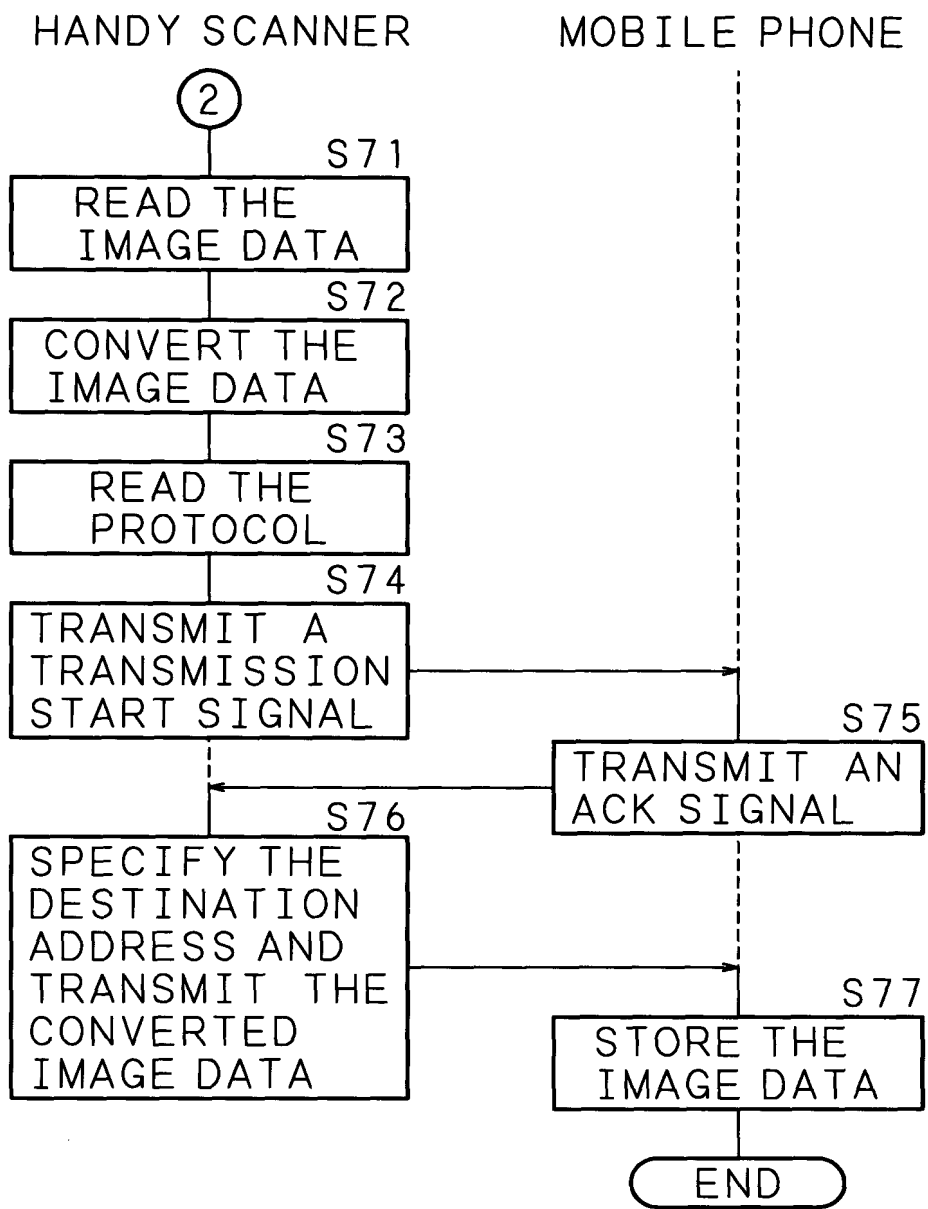 HANDY SCANNER
MOBILE PHONE
2
S71
READ THE
IMAGE DATA
S72
CONVERT THE
IMAGE DATA
S73
READ THE
PROTOCOL
S74
TRANSMIT A
TRANSMISSION
START SIGNAL
S75
TRANSMIT AN
ACK SIGNAL
S76
SPECIFY THE
DESTINATION
ADDRESS AND
TRANSMIT THE
CONVERTED
IMAGE DATA
S77
STORE THE
IMAGE DATA
END